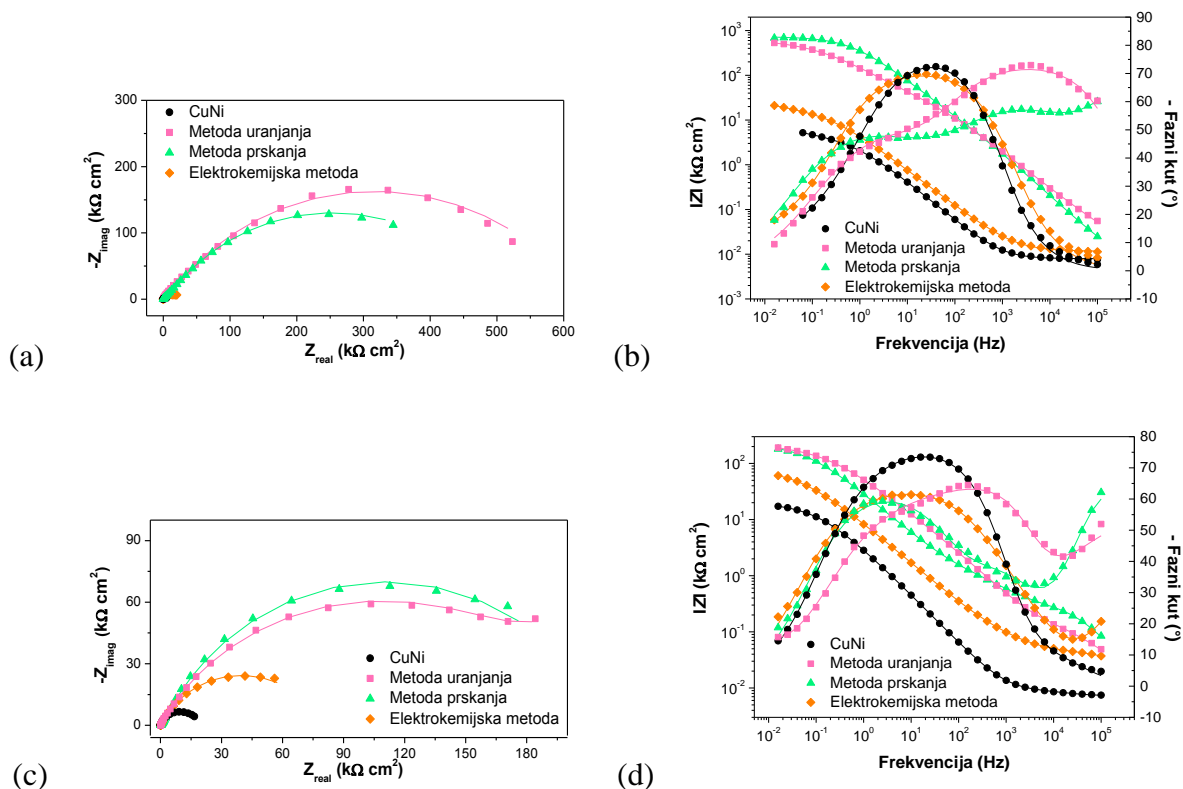 300
200
100
0
-Z_imag (kΩ cm²)
CuNi
Metoda uranjanja
Metoda prskanja
Elektrokemijska metoda
0 100 200 300 400 500 600
Z_real (kΩ cm²)
(a)
10³
10²
10¹
10⁰
10⁻¹
10⁻²
10⁻³
IZI (kΩ cm²)
90
80
70
60
50
40
30
20
10
0
-10
- Fazni kut (°)
CuNi
Metoda uranjanja
Metoda prskanja
Elektrokemijska metoda
10⁻² 10⁻¹ 10⁰ 10¹ 10² 10³ 10⁴ 10⁵
Frekvencija (Hz)
(b)
90
60
30
0
-Z_imag (kΩ cm²)
CuNi
Metoda uranjanja
Metoda prskanja
Elektrokemijska metoda
0 30 60 90 120 150 180
Z_real (kΩ cm²)
(c)
10²
10¹
10⁰
10⁻¹
10⁻²
IZI (kΩ cm²)
80
70
60
50
40
30
20
10
0
-10
- Fazni kut (°)
CuNi
Metoda uranjanja
Metoda prskanja
Elektrokemijska metoda
10⁻² 10⁻¹ 10⁰ 10¹ 10² 10³ 10⁴ 10⁵
Frekvencija (Hz)
(d)